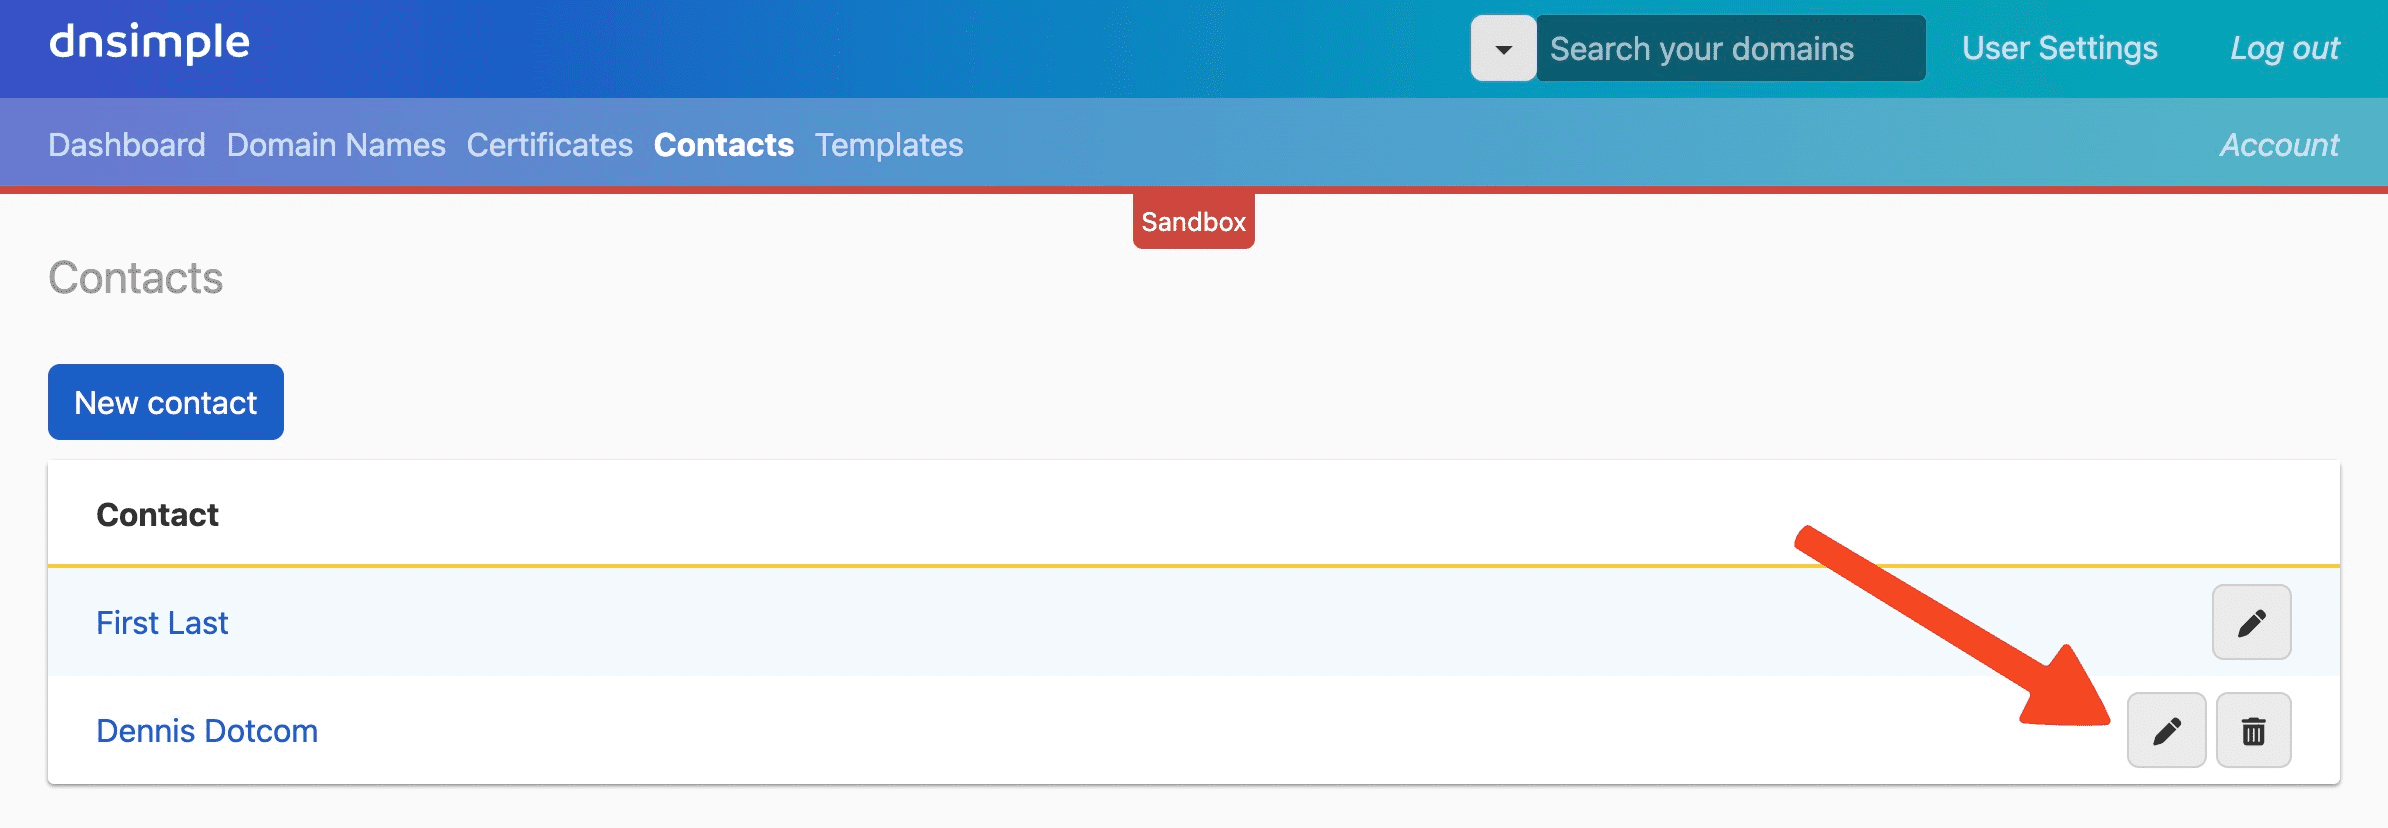 dnsimple
Search your domains
User Settings
Log out
Dashboard Domain Names Certificates Contacts Templates
Account
Sandbox
Contacts
New contact
Contact
First Last
Dennis Dotcom